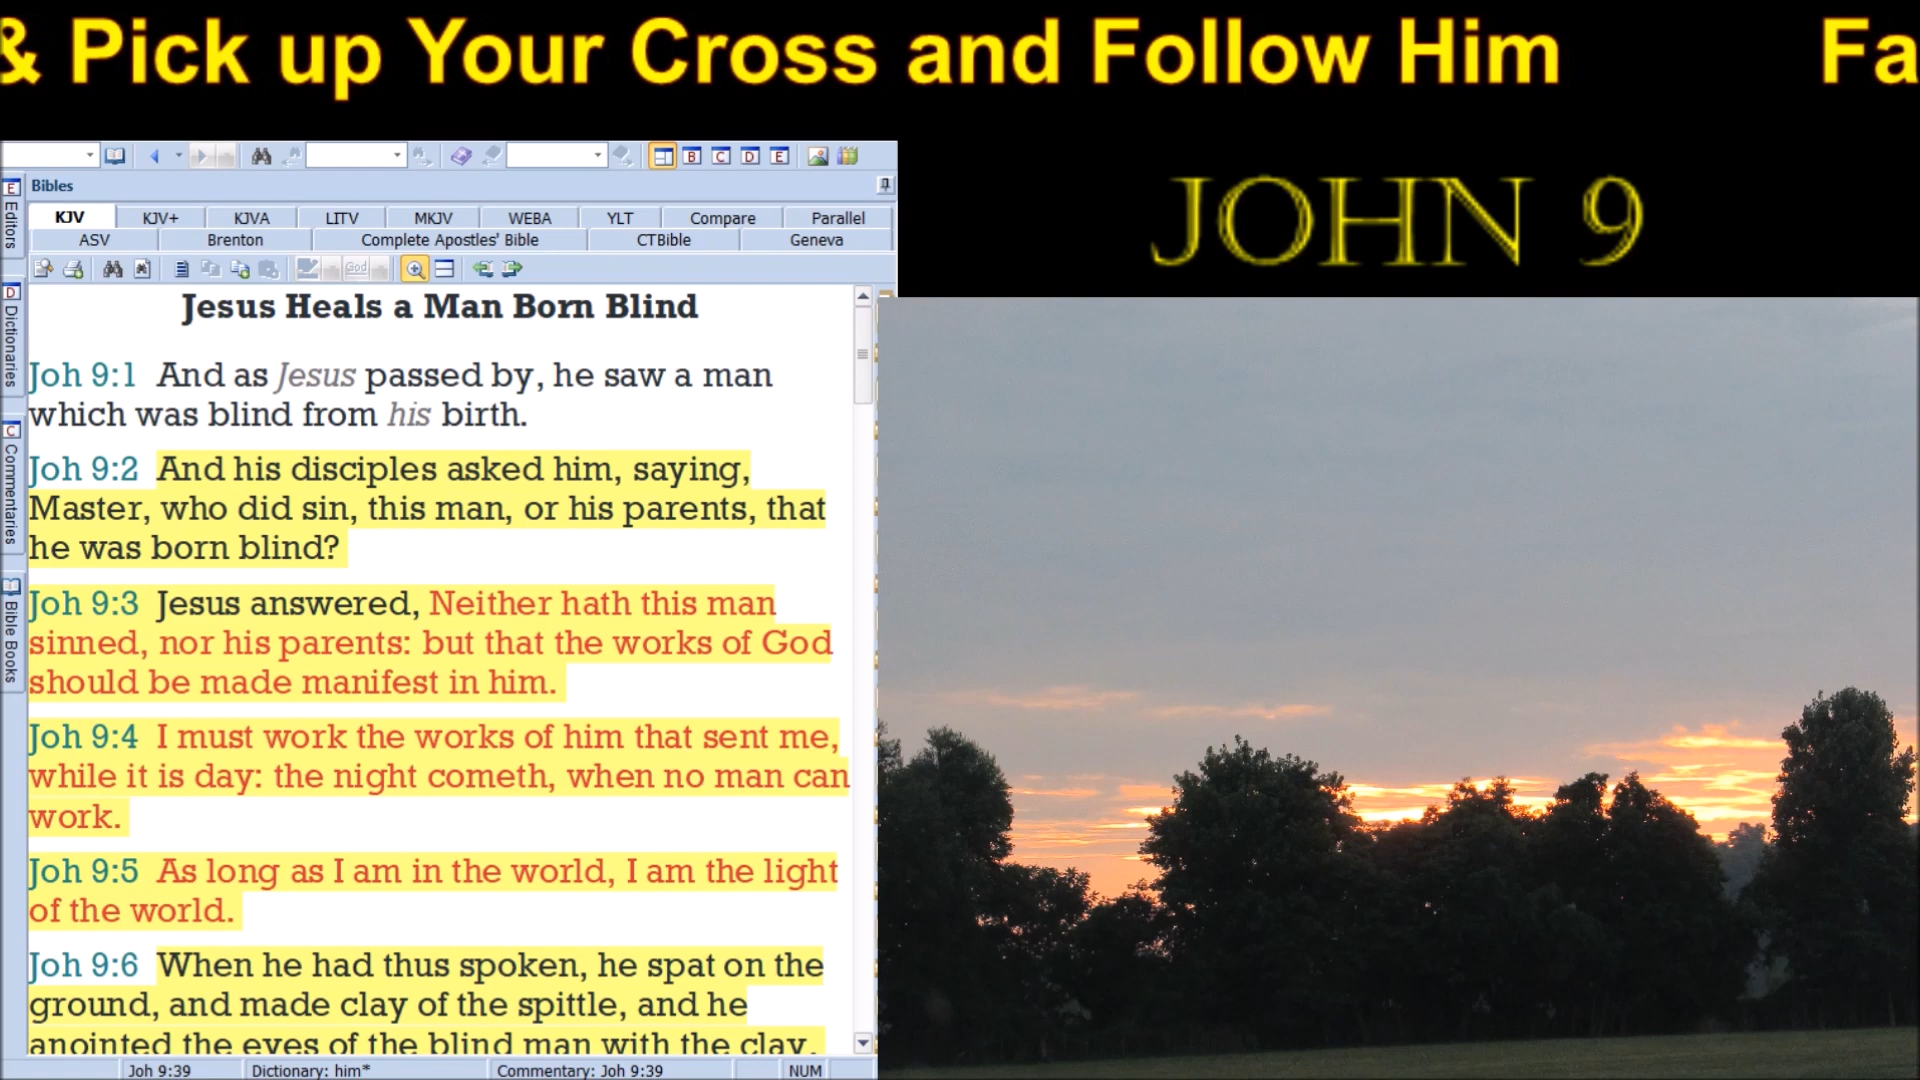 & Pick up Your Cross and Follow Him Fa
JOHN 9
B C D E
E Editors
Bibles
KJV KJV+ KJVA LITV MKJV WEBA YLT Compare Parallel
ASV Brenton Complete Apostles' Bible CTBible Geneva
God
D Dictionaries
C Commentaries
Bible Books
Jesus Heals a Man Born Blind
Joh 9:1 And as Jesus passed by, he saw a man
which was blind from his birth.
Joh 9:2 And his disciples asked him, saying,
Master, who did sin, this man, or his parents, that
he was born blind?
Joh 9:3 Jesus answered, Neither hath this man
sinned, nor his parents: but that the works of God
should be made manifest in him.
Joh 9:4 I must work the works of him that sent me,
while it is day: the night cometh, when no man can
work.
Joh 9:5 As long as I am in the world, I am the light
of the world.
Joh 9:6 When he had thus spoken, he spat on the
ground, and made clay of the spittle, and he
anointed the eyes of the blind man with the clay,
Joh 9:39 Dictionary: him* Commentary: Joh 9:39 NUM